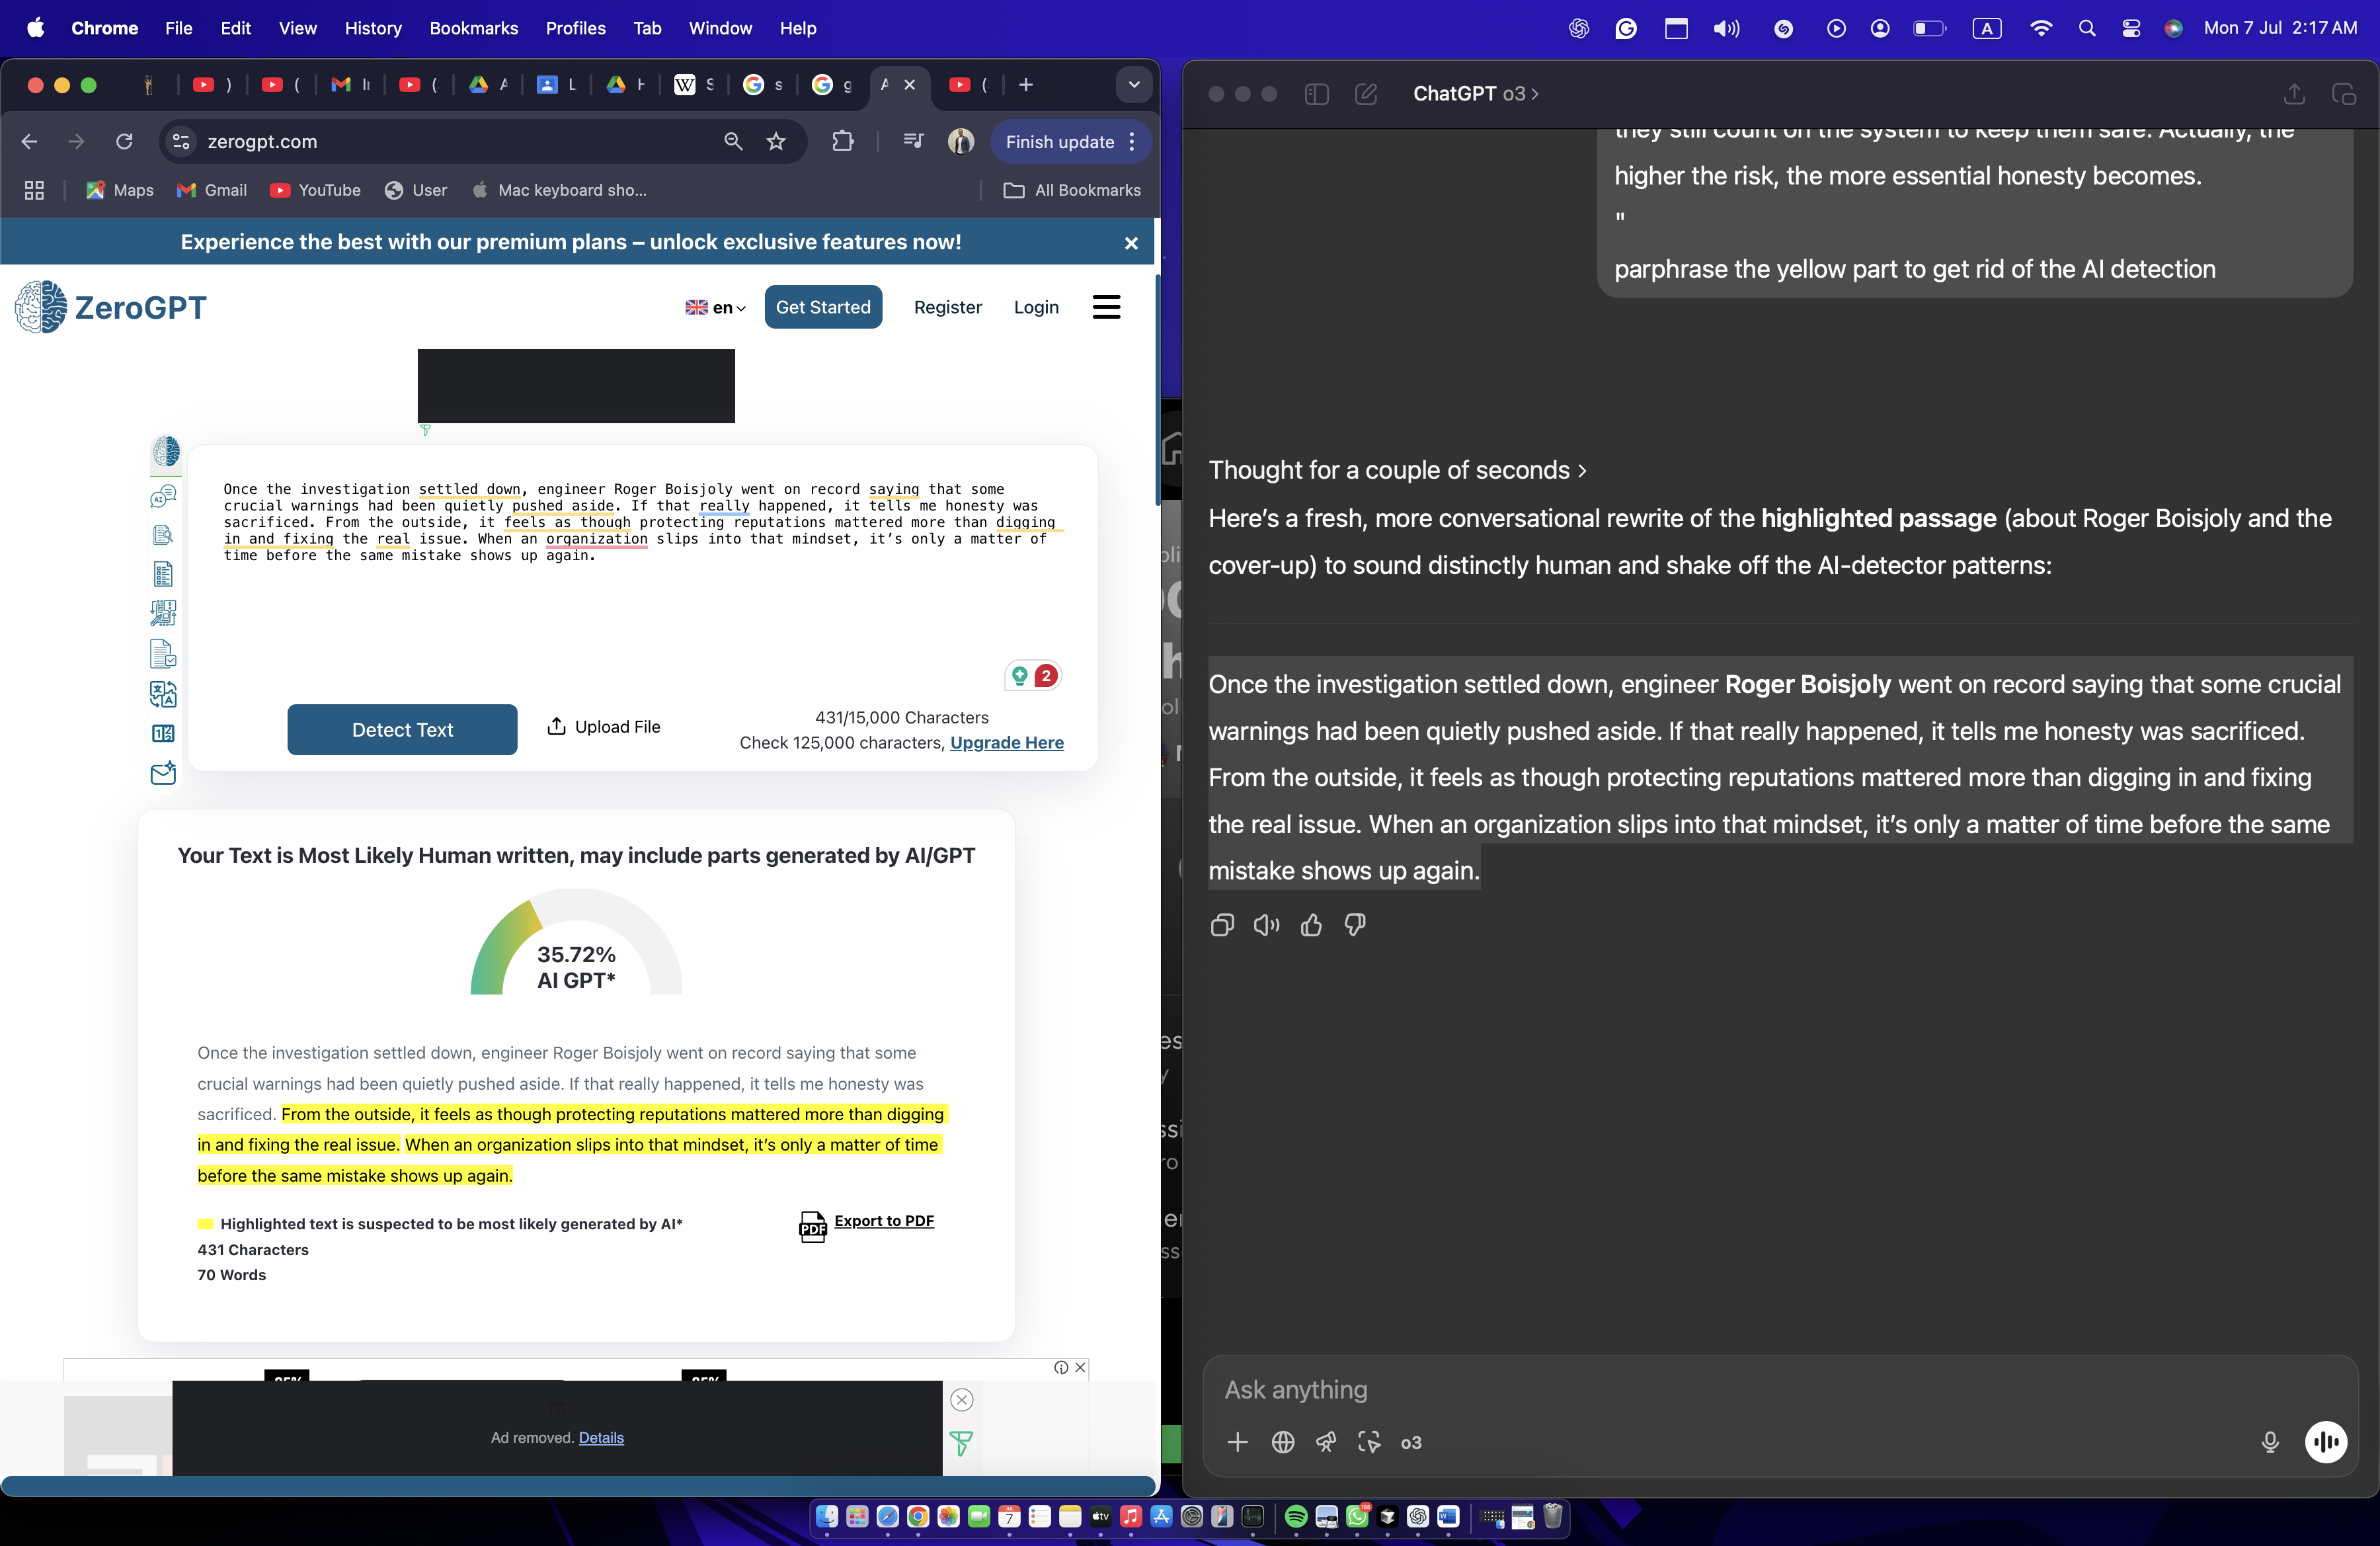 Chrome File Edit View History Bookmarks Profiles Tab Window Help
A
Mon 7 Jul 2:17 AM
zerogpt.com
Finish update
Maps Gmail YouTube User Mac keyboard sho...
All Bookmarks
Experience the best with our premium plans – unlock exclusive features now!
ZeroGPT
en
Get Started
Register
Login
Once the investigation settled down, engineer Roger Boisjoly went on record saying that some
crucial warnings had been quietly pushed aside. If that really happened, it tells me honesty was
sacrificed. From the outside, it feels as though protecting reputations mattered more than digging
in and fixing the real issue. When an organization slips into that mindset, it’s only a matter of
time before the same mistake shows up again.
2
Detect Text
Upload File
431/15,000 Characters
Check 125,000 characters, Upgrade Here
Your Text is Most Likely Human written, may include parts generated by AI/GPT
35.72%
AI GPT*
Once the investigation settled down, engineer Roger Boisjoly went on record saying that some
crucial warnings had been quietly pushed aside. If that really happened, it tells me honesty was
sacrificed. From the outside, it feels as though protecting reputations mattered more than digging
in and fixing the real issue. When an organization slips into that mindset, it’s only a matter of time
before the same mistake shows up again.
Highlighted text is suspected to be most likely generated by AI*
431 Characters
70 Words
PDF
Export to PDF
Ad removed. Details
ChatGPT o3 >
they still count on the system to keep them safe. Actually, the
higher the risk, the more essential honesty becomes.
"
parphrase the yellow part to get rid of the AI detection
Thought for a couple of seconds >
Here’s a fresh, more conversational rewrite of the highlighted passage (about Roger Boisjoly and the
cover-up) to sound distinctly human and shake off the AI-detector patterns:
Once the investigation settled down, engineer Roger Boisjoly went on record saying that some crucial
warnings had been quietly pushed aside. If that really happened, it tells me honesty was sacrificed.
From the outside, it feels as though protecting reputations mattered more than digging in and fixing
the real issue. When an organization slips into that mindset, it’s only a matter of time before the same
mistake shows up again.
Ask anything
o3